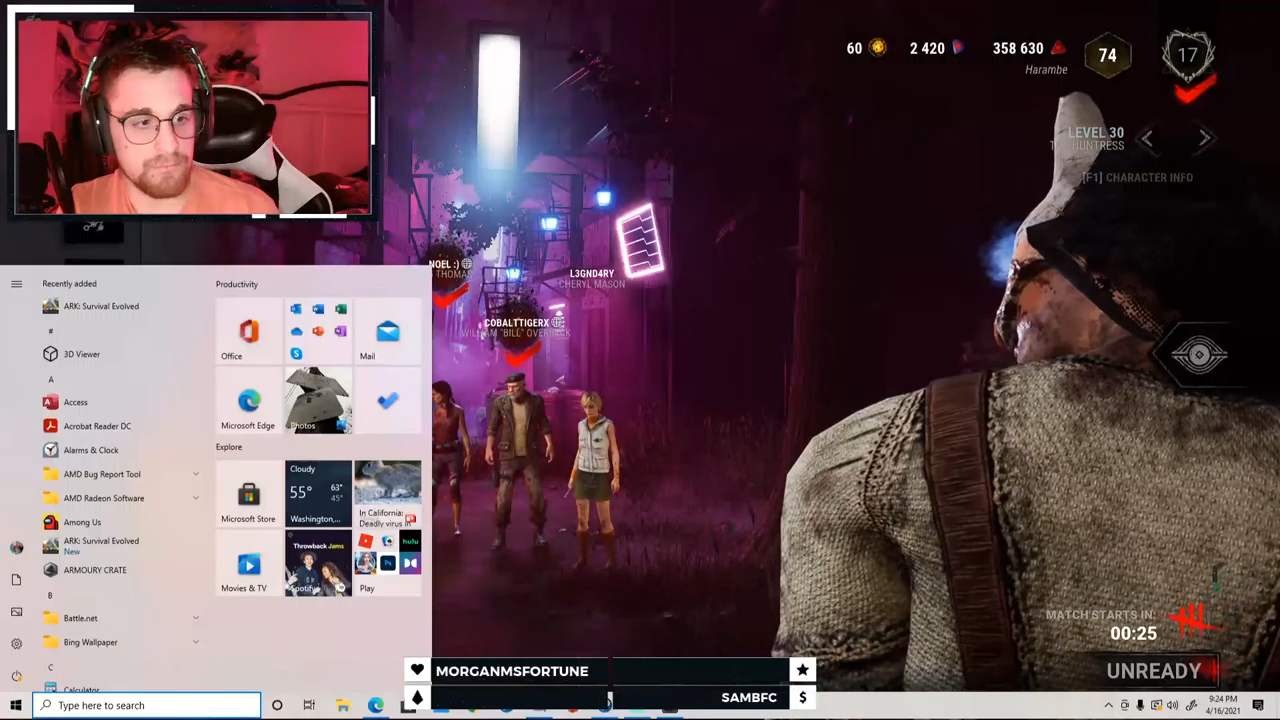 60
2 420
358 630
74
17
Harambe
LEVEL 30
HUNTRESS
[F1] CHARACTER INFO
NOEL :)
THOMAS
L3GND4RY
CHERYL MASON
COBALTTIGERX
WILLIAM "BILL" OVERBECK
Recently added
ARK: Survival Evolved
#
3D Viewer
A
Access
Acrobat Reader DC
Alarms & Clock
AMD Bug Report Tool
AMD Radeon Software
Among Us
ARK: Survival Evolved
New
ARMOURY CRATE
B
Battle.net
Bing Wallpaper
C
Calculator
Productivity
Office
Mail
Microsoft Edge
Photos
Explore
Microsoft Store
Cloudy
55°
63°
45°
Washington,...
In California:
Deadly virus in
Movies & TV
Throwback Jams
Spotify
hulu
Ps
Play
MATCH STARTS IN:
00:25
UNREADY
MORGANMSFORTUNE
SAMBFC
$
Type here to search
9:24 PM
4/16/2021